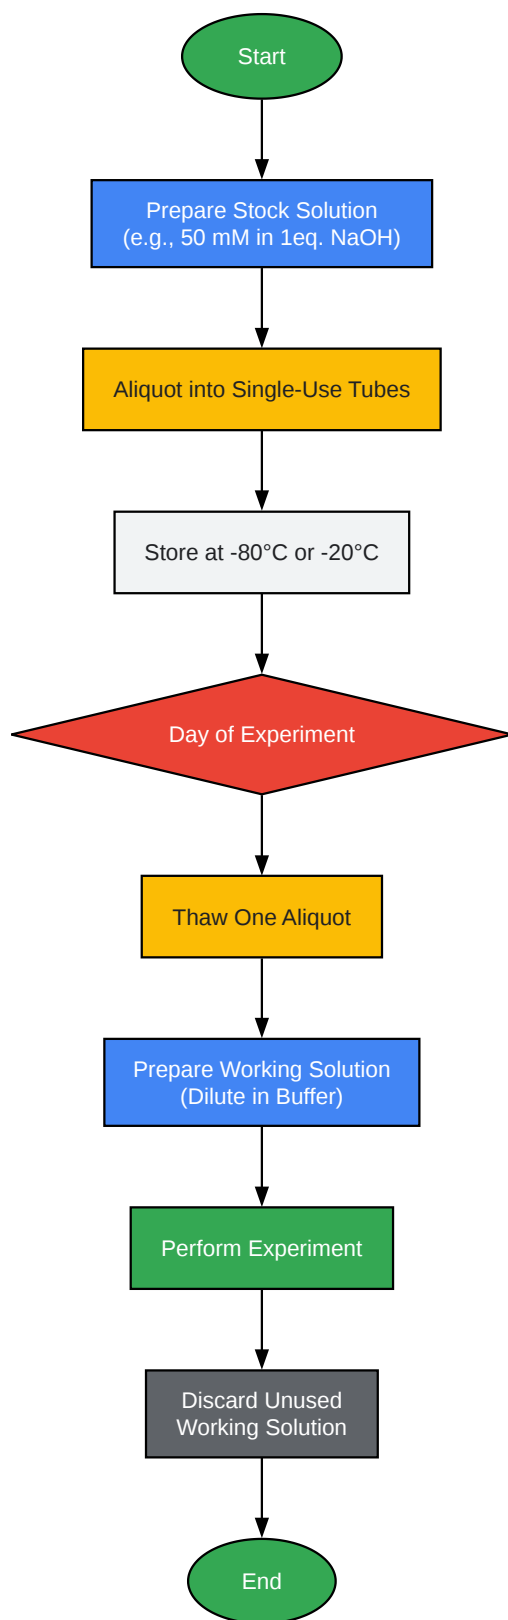 Start
Prepare Stock Solution
(e.g., 50 mM in 1eq. NaOH)
Aliquot into Single-Use Tubes
Store at -80°C or -20°C
Day of Experiment
Thaw One Aliquot
Prepare Working Solution
(Dilute in Buffer)
Perform Experiment
Discard Unused
Working Solution
End